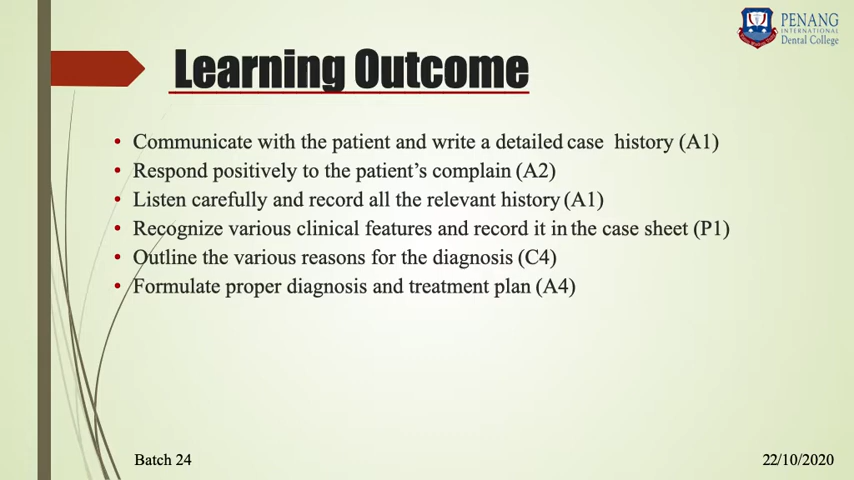 PENANG
INTERNATIONAL
Dental College
Learning Outcome
• Communicate with the patient and write a detailed case history (A1)
• Respond positively to the patient's complain (A2)
• Listen carefully and record all the relevant history (A1)
• Recognize various clinical features and record it in the case sheet (P1)
• Outline the various reasons for the diagnosis (C4)
• Formulate proper diagnosis and treatment plan (A4)
Batch 24
22/10/2020